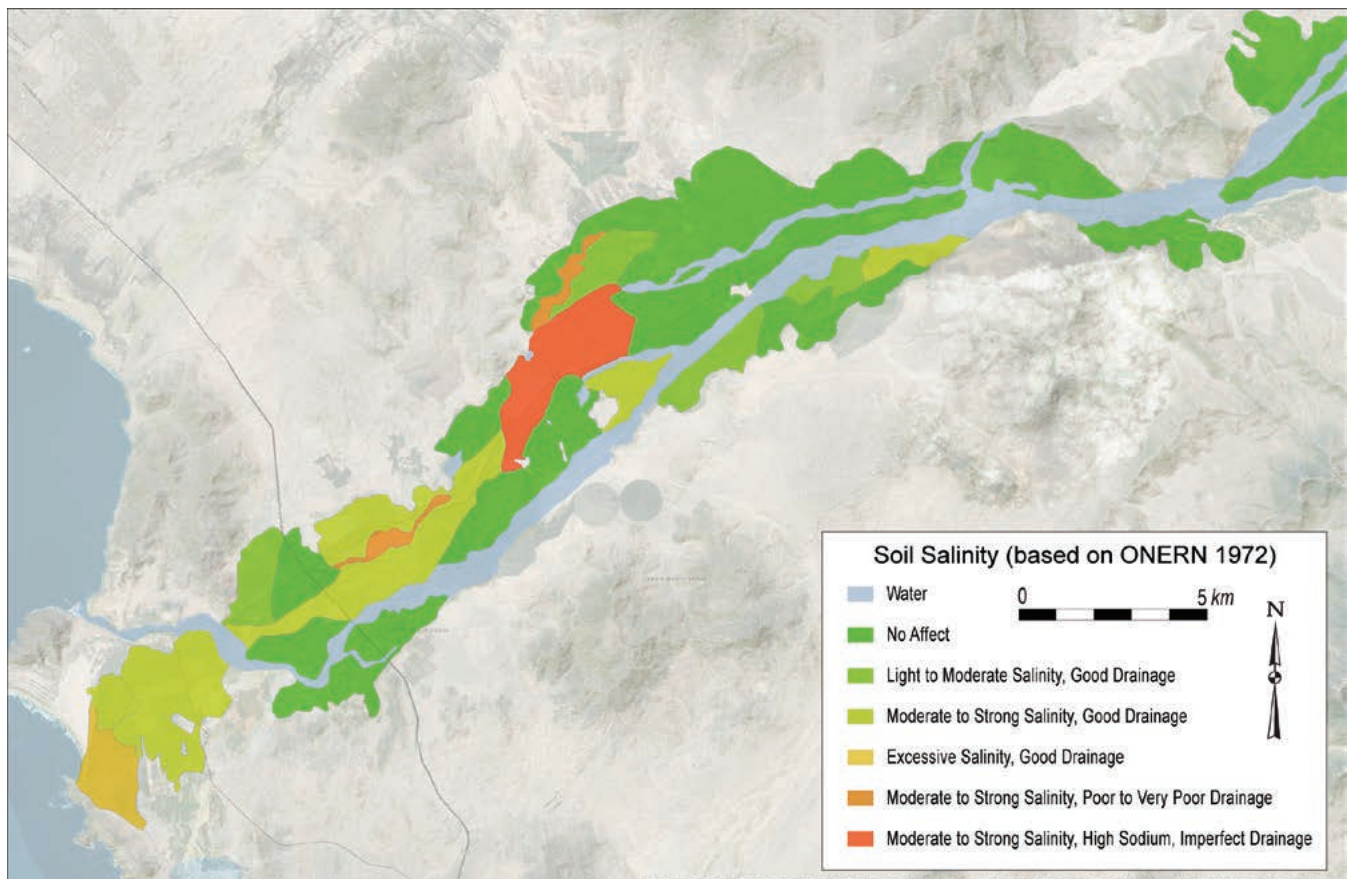 Soil Salinity (based on ONERN 1972)
Water
0 5 km
N
No Affect
Light to Moderate Salinity, Good Drainage
Moderate to Strong Salinity, Good Drainage
Excessive Salinity, Good Drainage
Moderate to Strong Salinity, Poor to Very Poor Drainage
Moderate to Strong Salinity, High Sodium, Imperfect Drainage